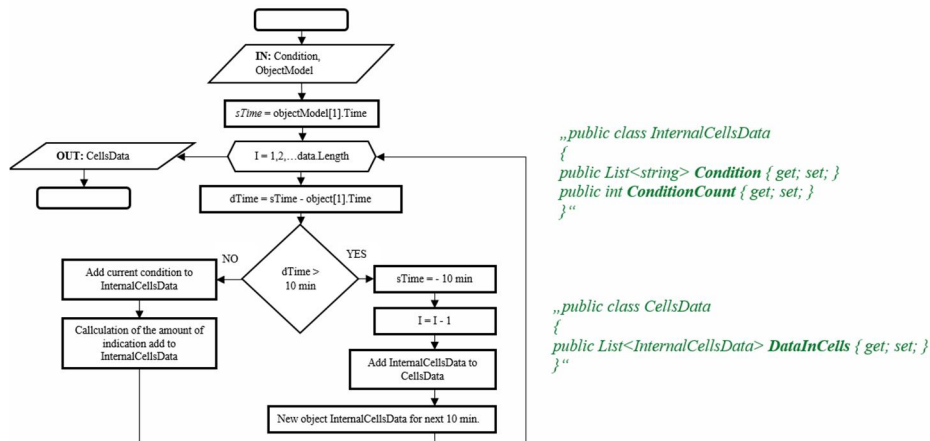 IN: Condition,
ObjectModel
sTime = objectModel[1].Time
I = 1,2,…data.Length
OUT: CellsData
dTime = sTime - object[1].Time
dTime >
10 min
NO
YES
Add current condition to
InternalCellsData
Callculation of the amount of
indication add to
InternalCellsData
sTime = - 10 min
I = I - 1
Add InternalCellsData to
CellsData
New object InternalCellsData for next 10 min.
„public class InternalCellsData
{
public List<string> Condition { get; set; }
public int ConditionCount { get; set; }
}“
„public class CellsData
{
public List<InternalCellsData> DataInCells { get; set; }
}“